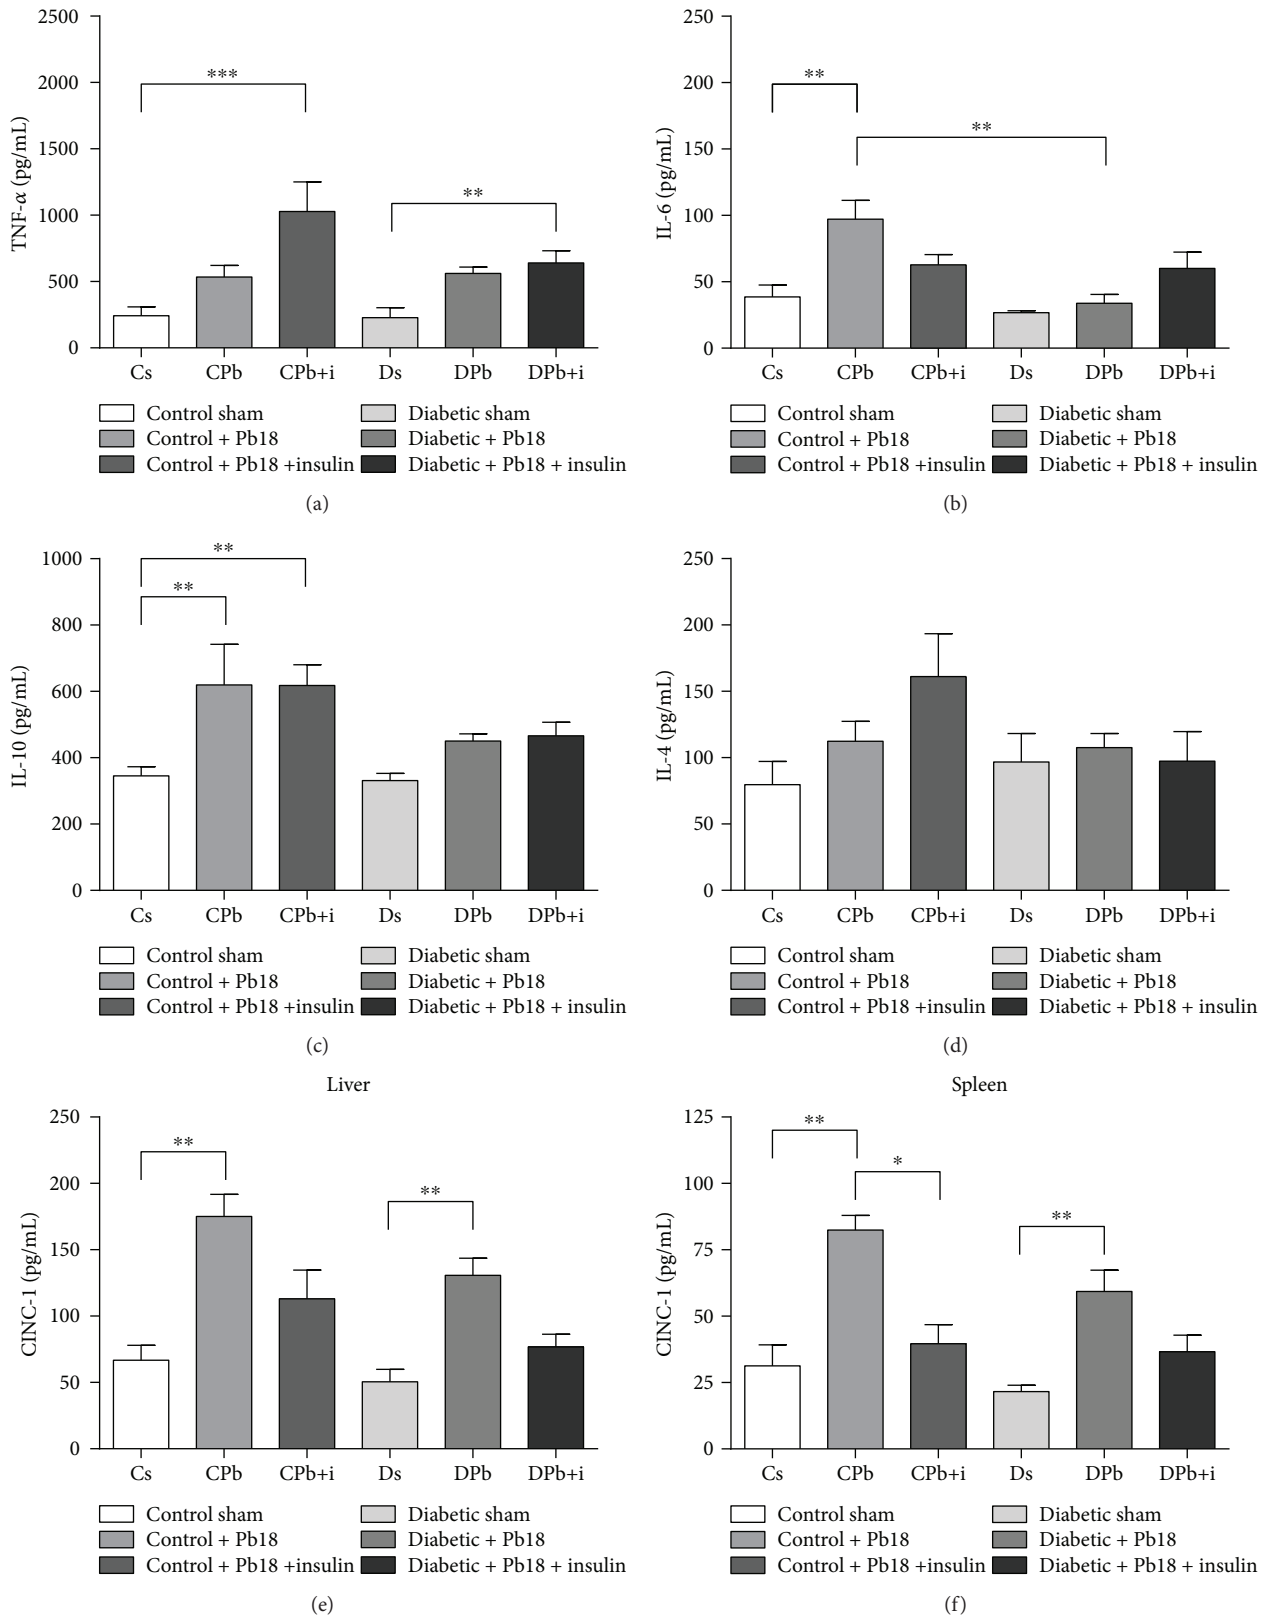 2500
2000
1500
1000
500
0
TNF-α (pg/mL)
***
**
Cs CPb CPb+i Ds DPb DPb+i
Control sham Diabetic sham
Control + Pb18 Diabetic + Pb18
Control + Pb18 +insulin Diabetic + Pb18 + insulin
(a)
250
200
150
100
50
0
IL-6 (pg/mL)
**
**
Cs CPb CPb+i Ds DPb DPb+i
Control sham Diabetic sham
Control + Pb18 Diabetic + Pb18
Control + Pb18 +insulin Diabetic + Pb18 + insulin
(b)
1000
800
600
400
200
0
IL-10 (pg/mL)
**
**
Cs CPb CPb+i Ds DPb DPb+i
Control sham Diabetic sham
Control + Pb18 Diabetic + Pb18
Control + Pb18 +insulin Diabetic + Pb18 + insulin
(c)
250
200
150
100
50
0
IL-4 (pg/mL)
Cs CPb CPb+i Ds DPb DPb+i
Control sham Diabetic sham
Control + Pb18 Diabetic + Pb18
Control + Pb18 +insulin Diabetic + Pb18 + insulin
(d)
Liver
250
200
150
100
50
0
CINC-1 (pg/mL)
**
**
Cs CPb CPb+i Ds DPb DPb+i
Control sham Diabetic sham
Control + Pb18 Diabetic + Pb18
Control + Pb18 +insulin Diabetic + Pb18 + insulin
(e)
Spleen
125
100
75
50
25
0
CINC-1 (pg/mL)
**
*
**
Cs CPb CPb+i Ds DPb DPb+i
Control sham Diabetic sham
Control + Pb18 Diabetic + Pb18
Control + Pb18 +insulin Diabetic + Pb18 + insulin
(f)